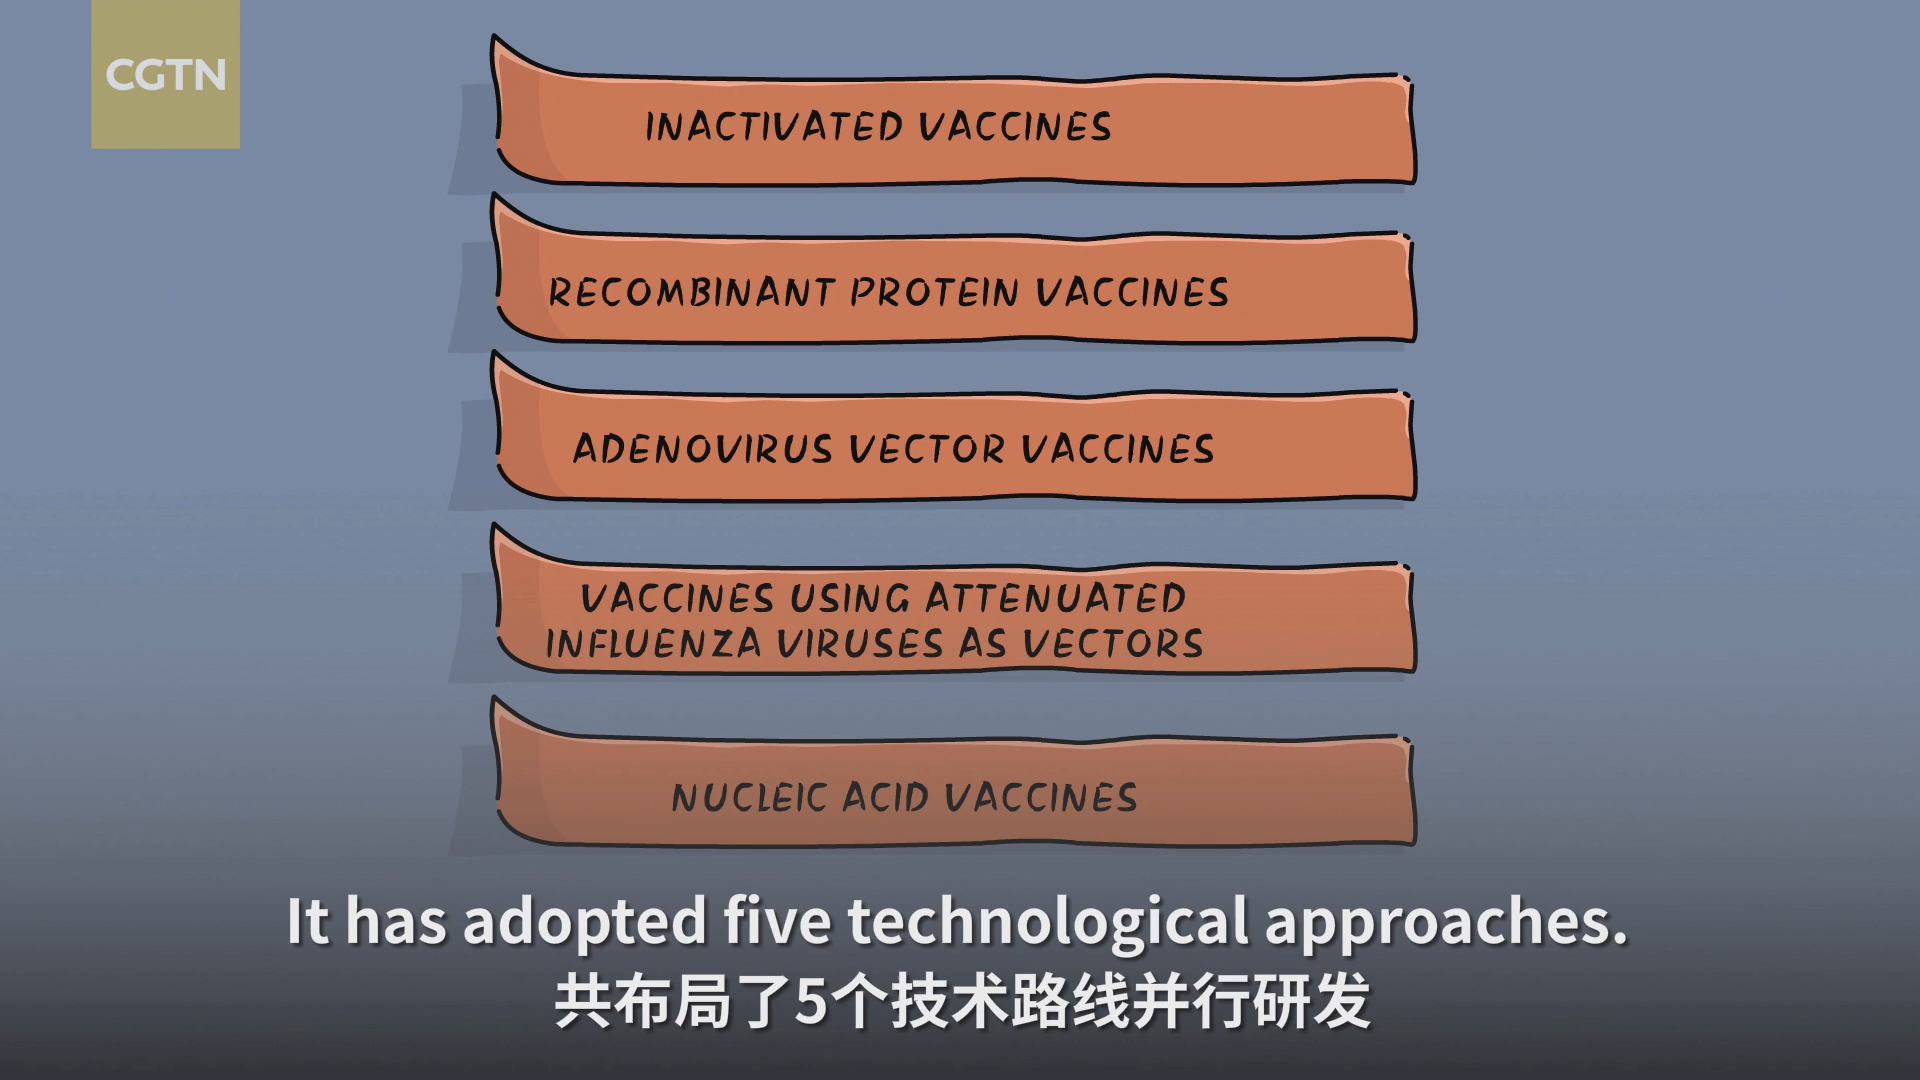 CGTN
INACTIVATED VACCINES
RECOMBINANT PROTEIN VACCINES
ADENOVIRUS VECTOR VACCINES
VACCINES USING ATTENUATED
INFLUENZA VIRUSES AS VECTORS
NUCLEIC ACID VACCINES
It has adopted five technological approaches.
共布局了5个技术路线并行研发